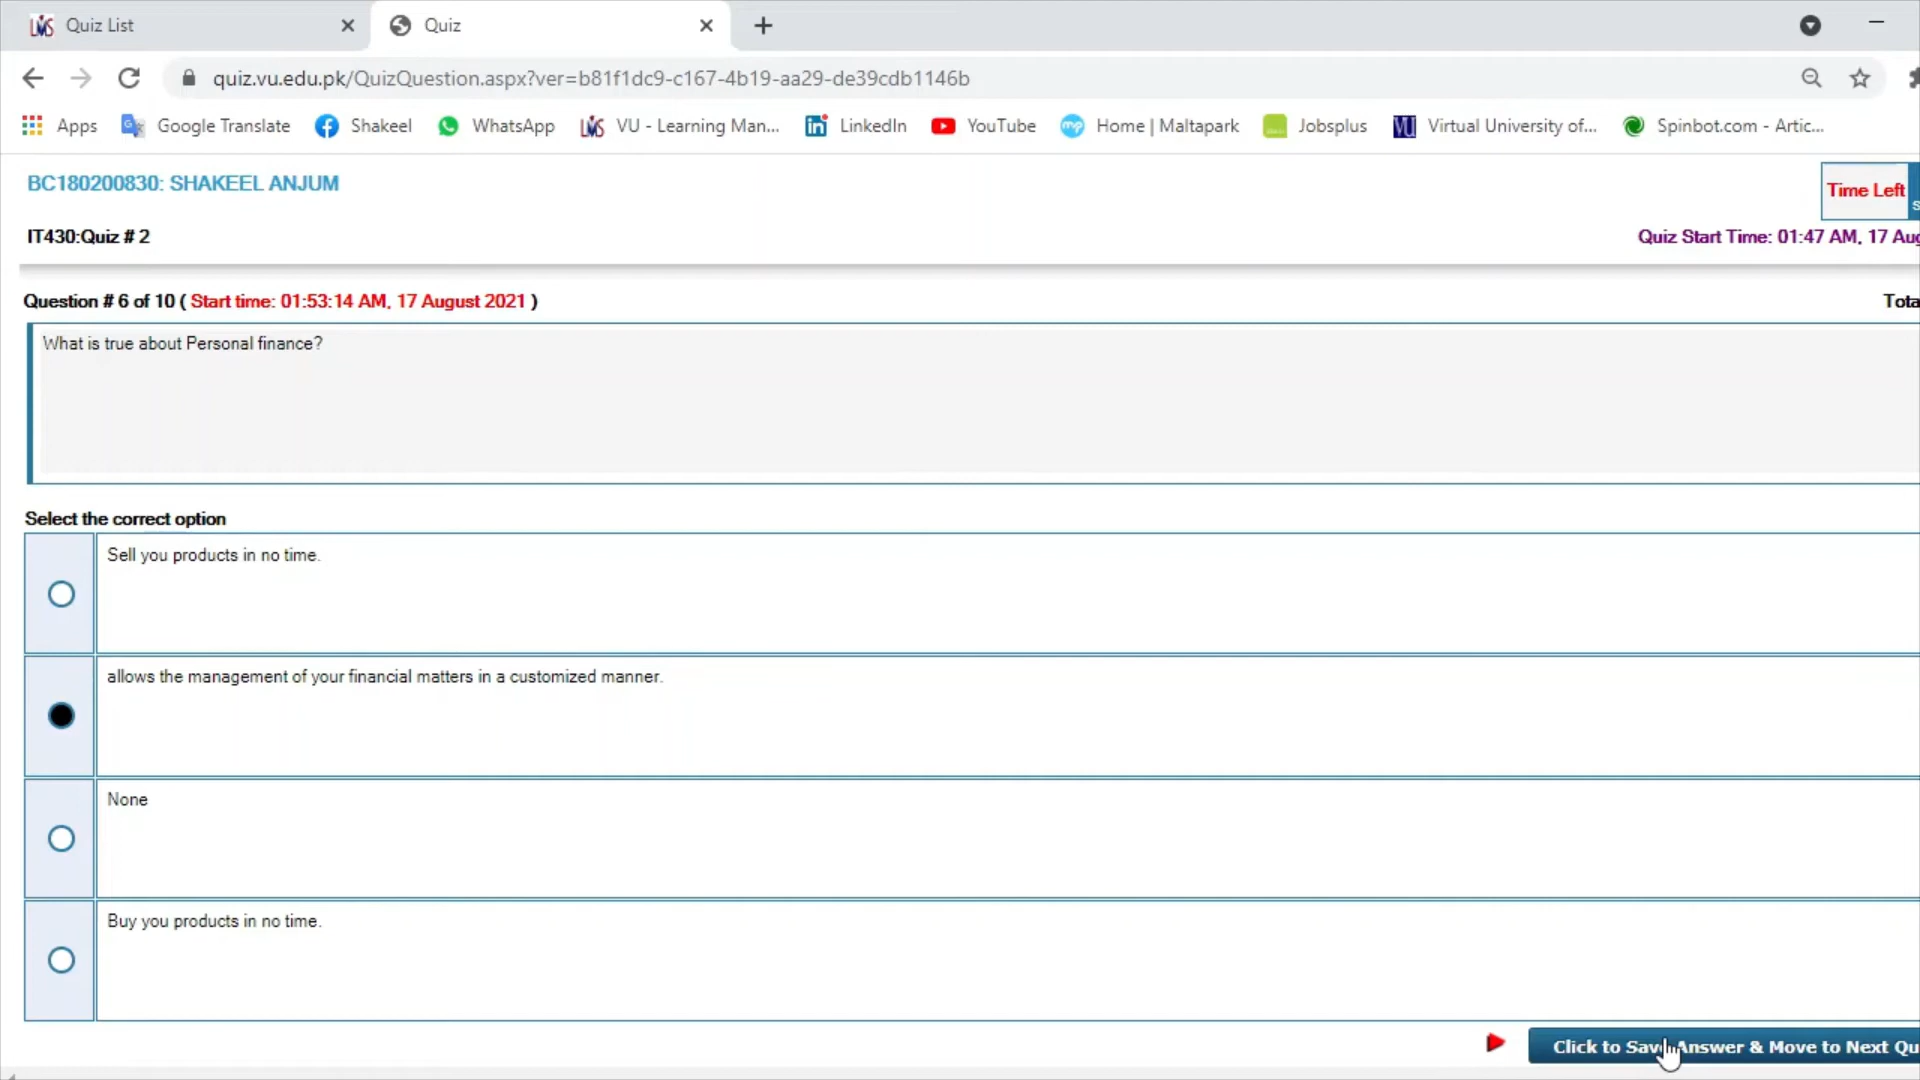 Quiz List
Quiz
quiz.vu.edu.pk/QuizQuestion.aspx?ver=b81f1dc9-c167-4b19-aa29-de39cdb1146b
Apps Google Translate Shakeel WhatsApp VU - Learning Man... LinkedIn YouTube Home | Maltapark Jobsplus Virtual University of... Spinbot.com - Artic...
BC180200830: SHAKEEL ANJUM
Time Left
IT430:Quiz # 2
Quiz Start Time: 01:47 AM, 17 Aug
Question # 6 of 10 ( Start time: 01:53:14 AM, 17 August 2021 )
Tota
What is true about Personal finance?
Select the correct option
Sell you products in no time.
allows the management of your financial matters in a customized manner.
None
Buy you products in no time.
Click to Save Answer & Move to Next Qu